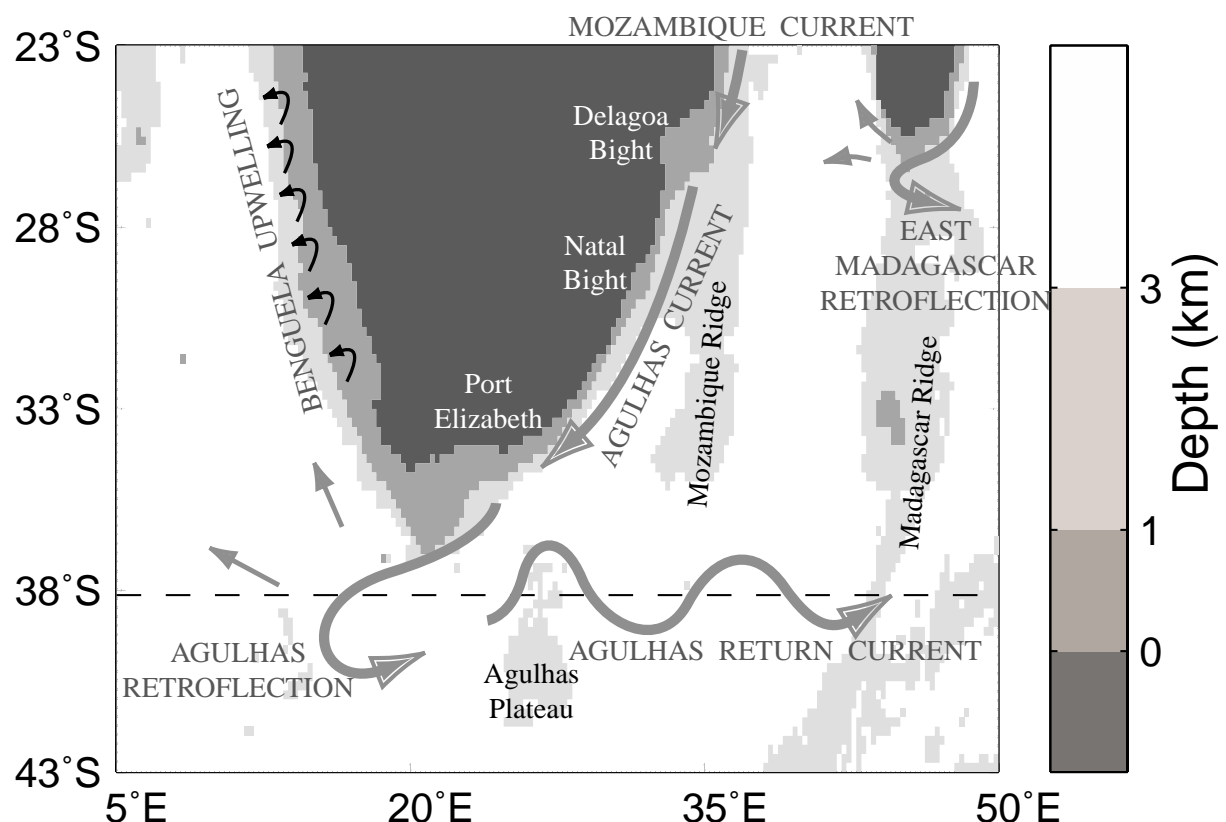 MOZAMBIQUE CURRENT
23°S
28°S
33°S
38°S
43°S
5°E
20°E
35°E
50°E
Delagoa
Bight
Natal
Bight
Port
Elizabeth
BENGUELA UPWELLING
AGULHAS CURRENT
Mozambique Ridge
EAST
MADAGASCAR
RETROFLECTION
Madagascar Ridge
AGULHAS
RETROFLECTION
AGULHAS RETURN CURRENT
Agulhas
Plateau
3
1
0
Depth (km)